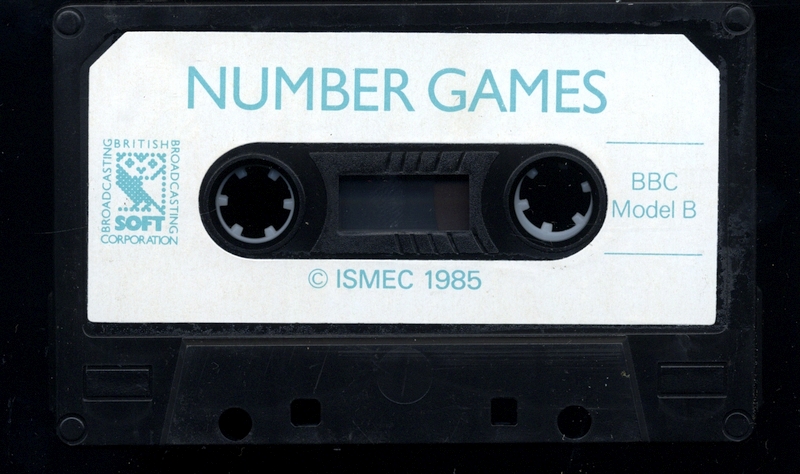 NUMBER GAMES
BRITISH
BROADCASTING
BROADCASTING
SOFT
CORPORATION
BBC
Model B
© ISMEC 1985